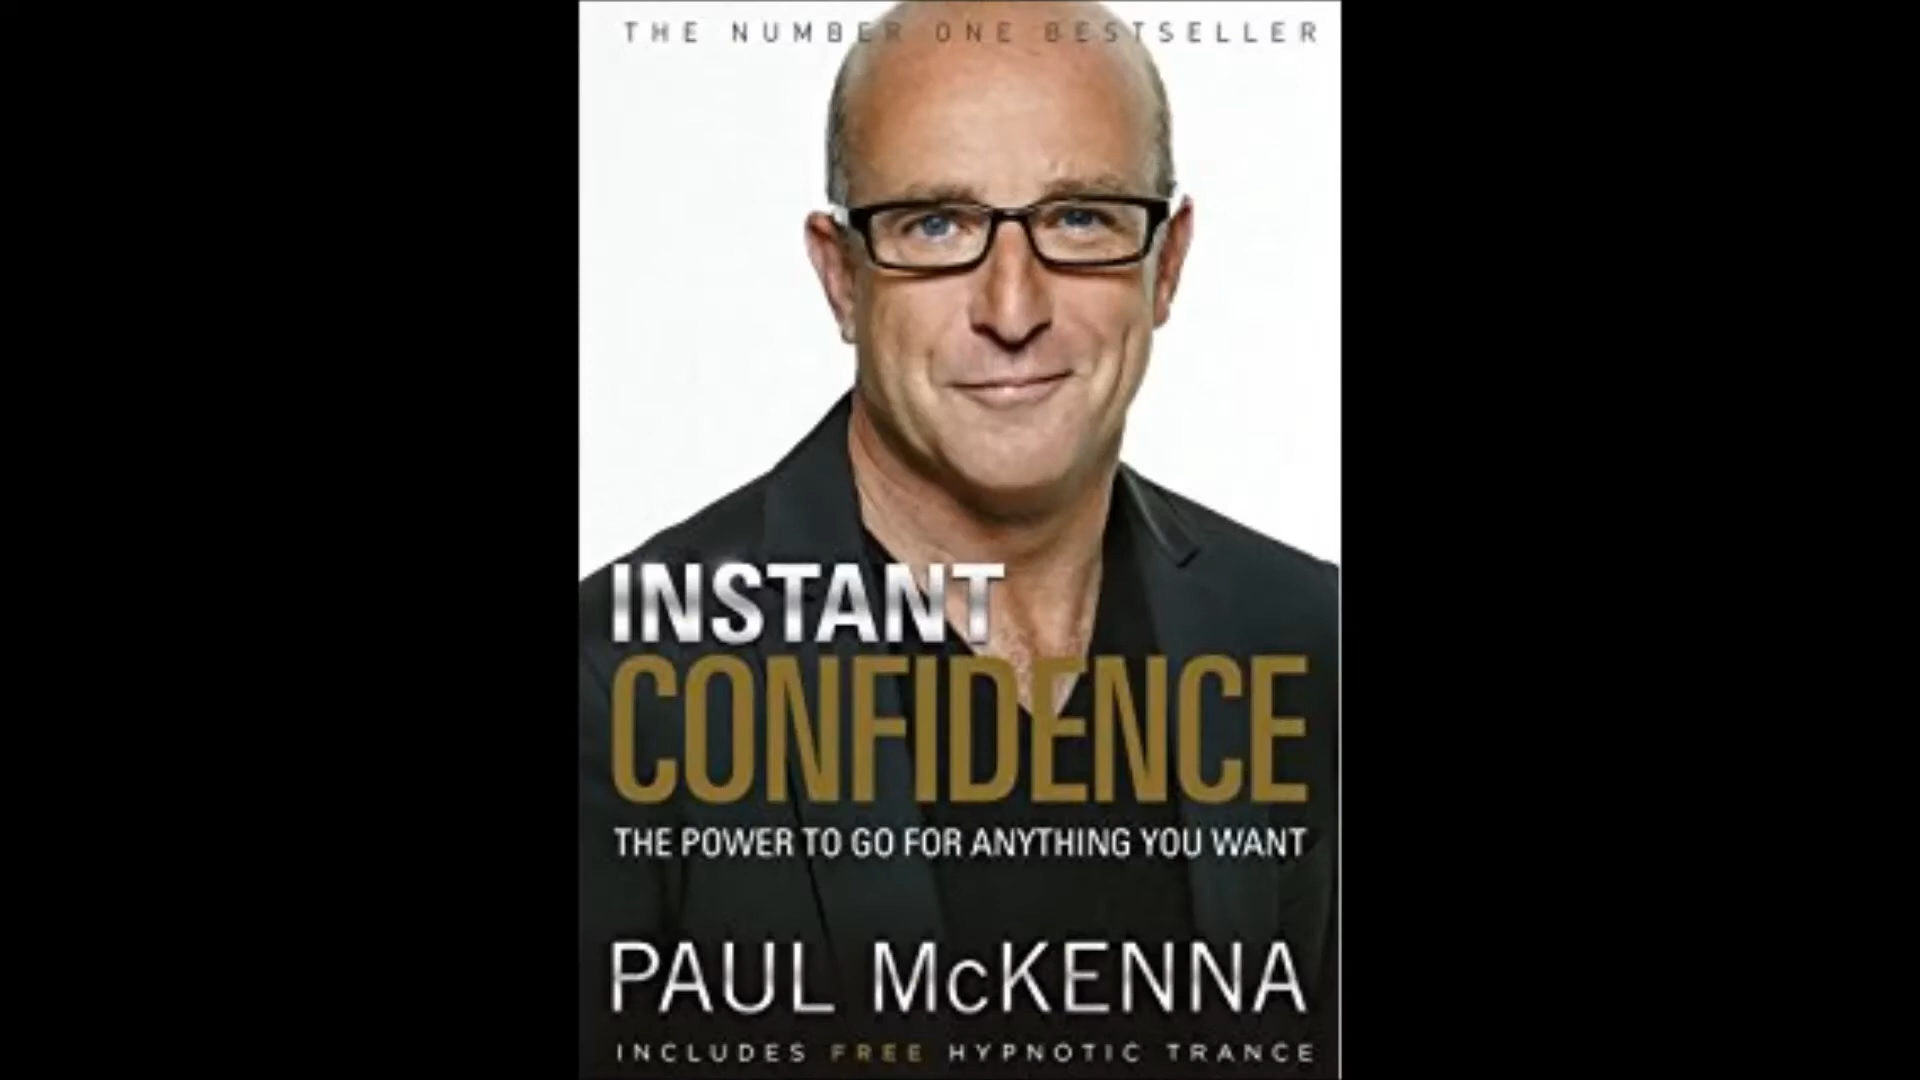 THE NUMBER ONE BESTSELLER
INSTANT
CONFIDENCE
THE POWER TO GO FOR ANYTHING YOU WANT
PAUL McKENNA
INCLUDES FREE HYPNOTIC TRANCE